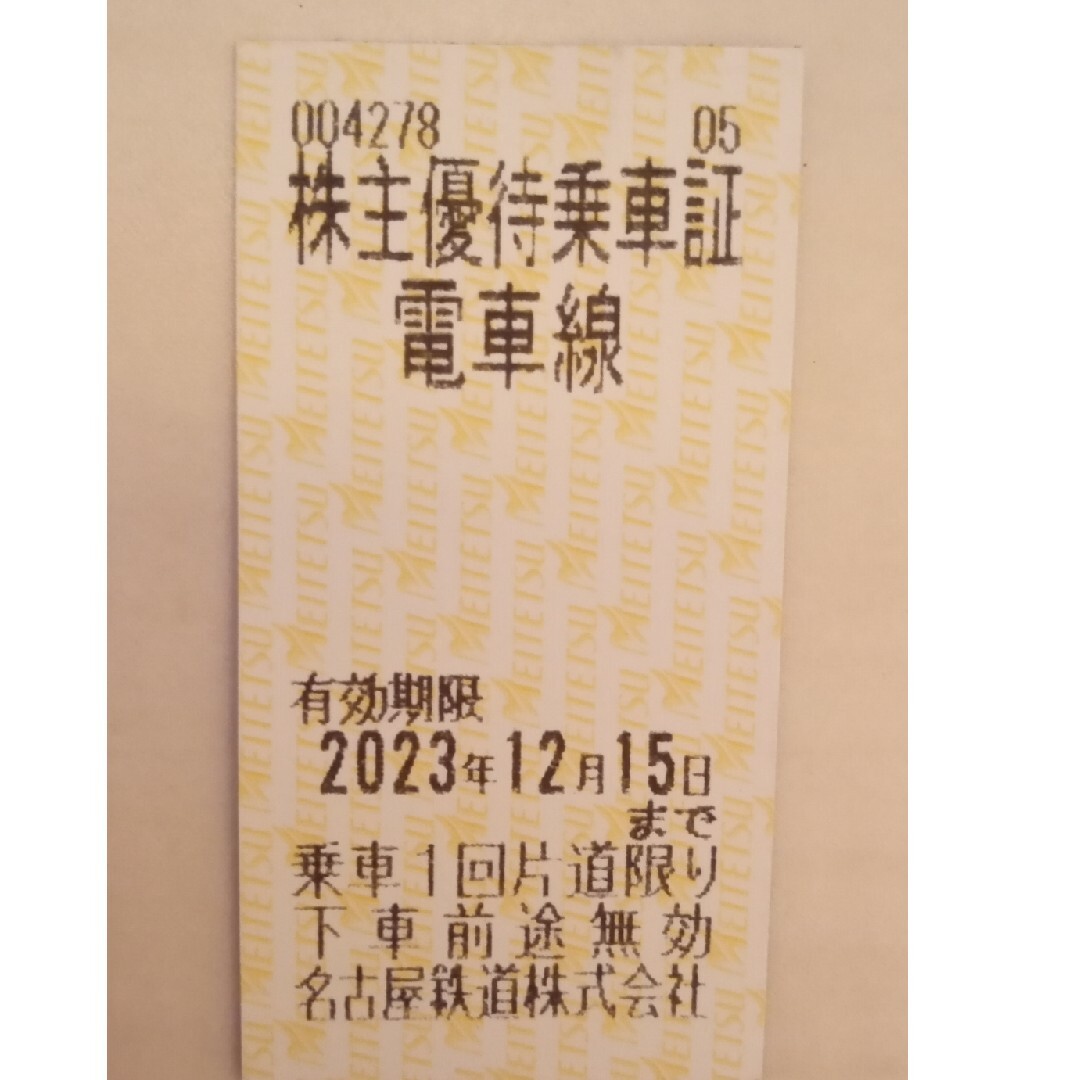 004278 05
株主優待乗車証
電車線
有効期限
2023年12月15日
まで
乗車1回片道限り
下車前途無効
名古屋鉄道株式会社
MEITETSU